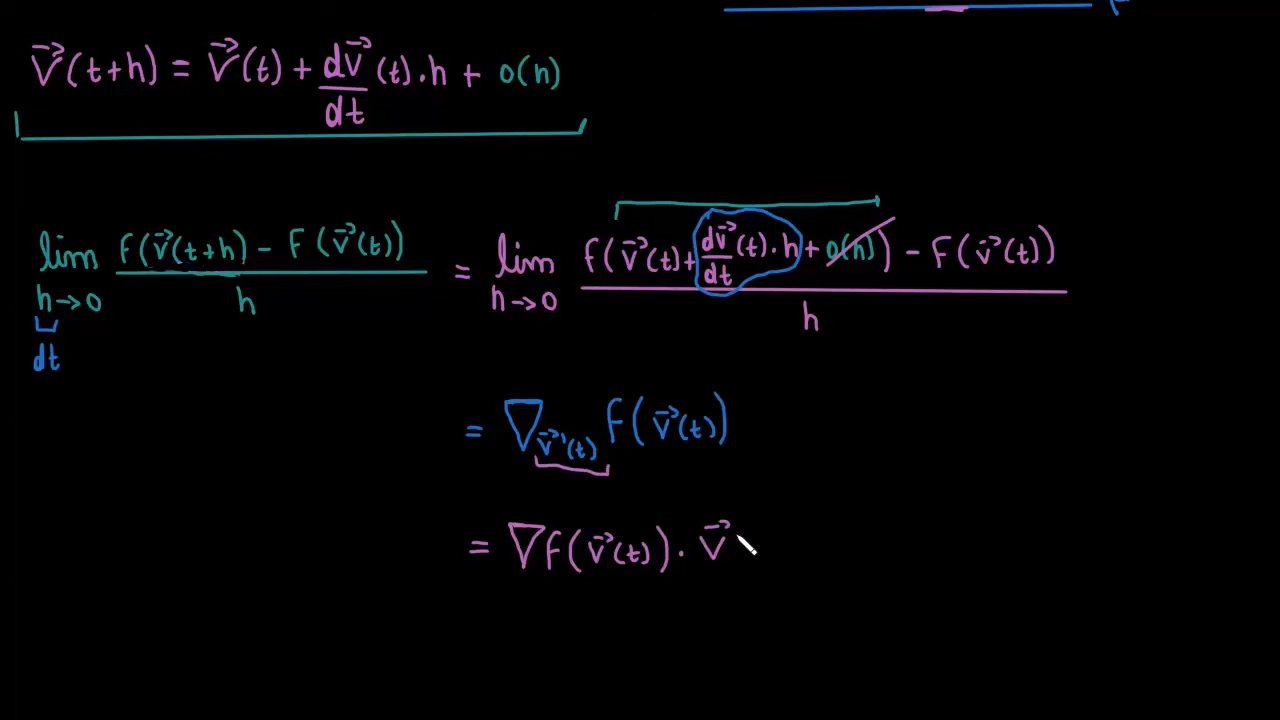 v⃗(t+h) = v⃗(t) + dv⃗/dt (t)·h + o(h)
lim h→0 f(v⃗(t+h) - f(v⃗(t)) / h = lim h→0 f(v⃗(t) + dv⃗/dt (t)·h + o(h)) - f(v⃗(t)) / h
dt
= ∇v⃗'(t) f(v⃗(t))
= ∇f(v⃗(t)) · v⃗